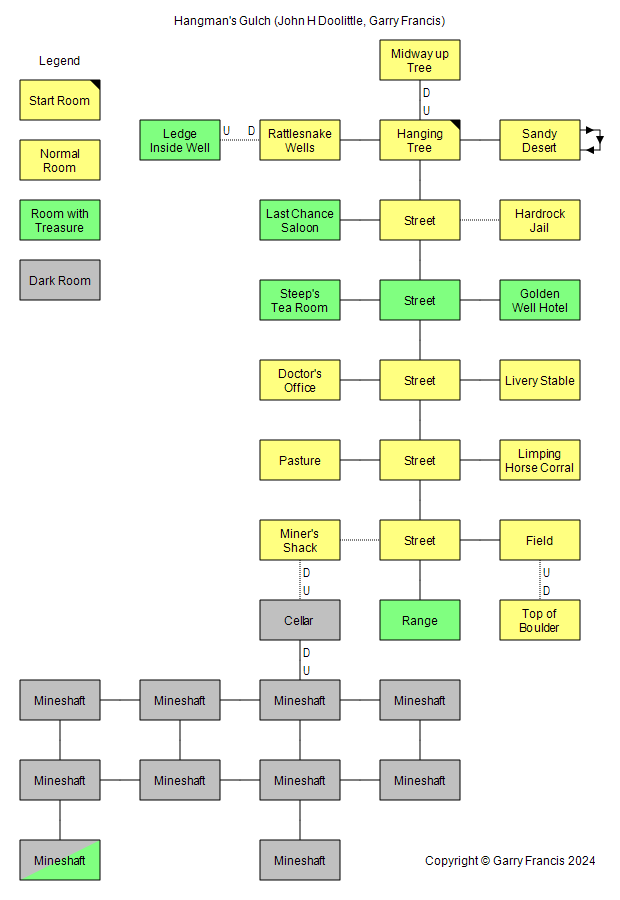 Hangman's Gulch (John H Doolittle, Garry Francis)
Legend
Start Room
Normal
Room
Room with
Treasure
Dark Room
Midway up
Tree
D
U
Ledge
Inside Well
U D
Rattlesnake
Wells
Hanging
Tree
Sandy
Desert
Last Chance
Saloon
Street
Hardrock
Jail
Steep's
Tea Room
Street
Golden
Well Hotel
Doctor's
Office
Street
Livery Stable
Pasture
Street
Limping
Horse Corral
Miner's
Shack
Street
Field
D
U
U
D
Cellar
Range
Top of
Boulder
D
U
Mineshaft
Mineshaft
Mineshaft
Mineshaft
Mineshaft
Mineshaft
Mineshaft
Mineshaft
Mineshaft
Mineshaft
Copyright © Garry Francis 2024